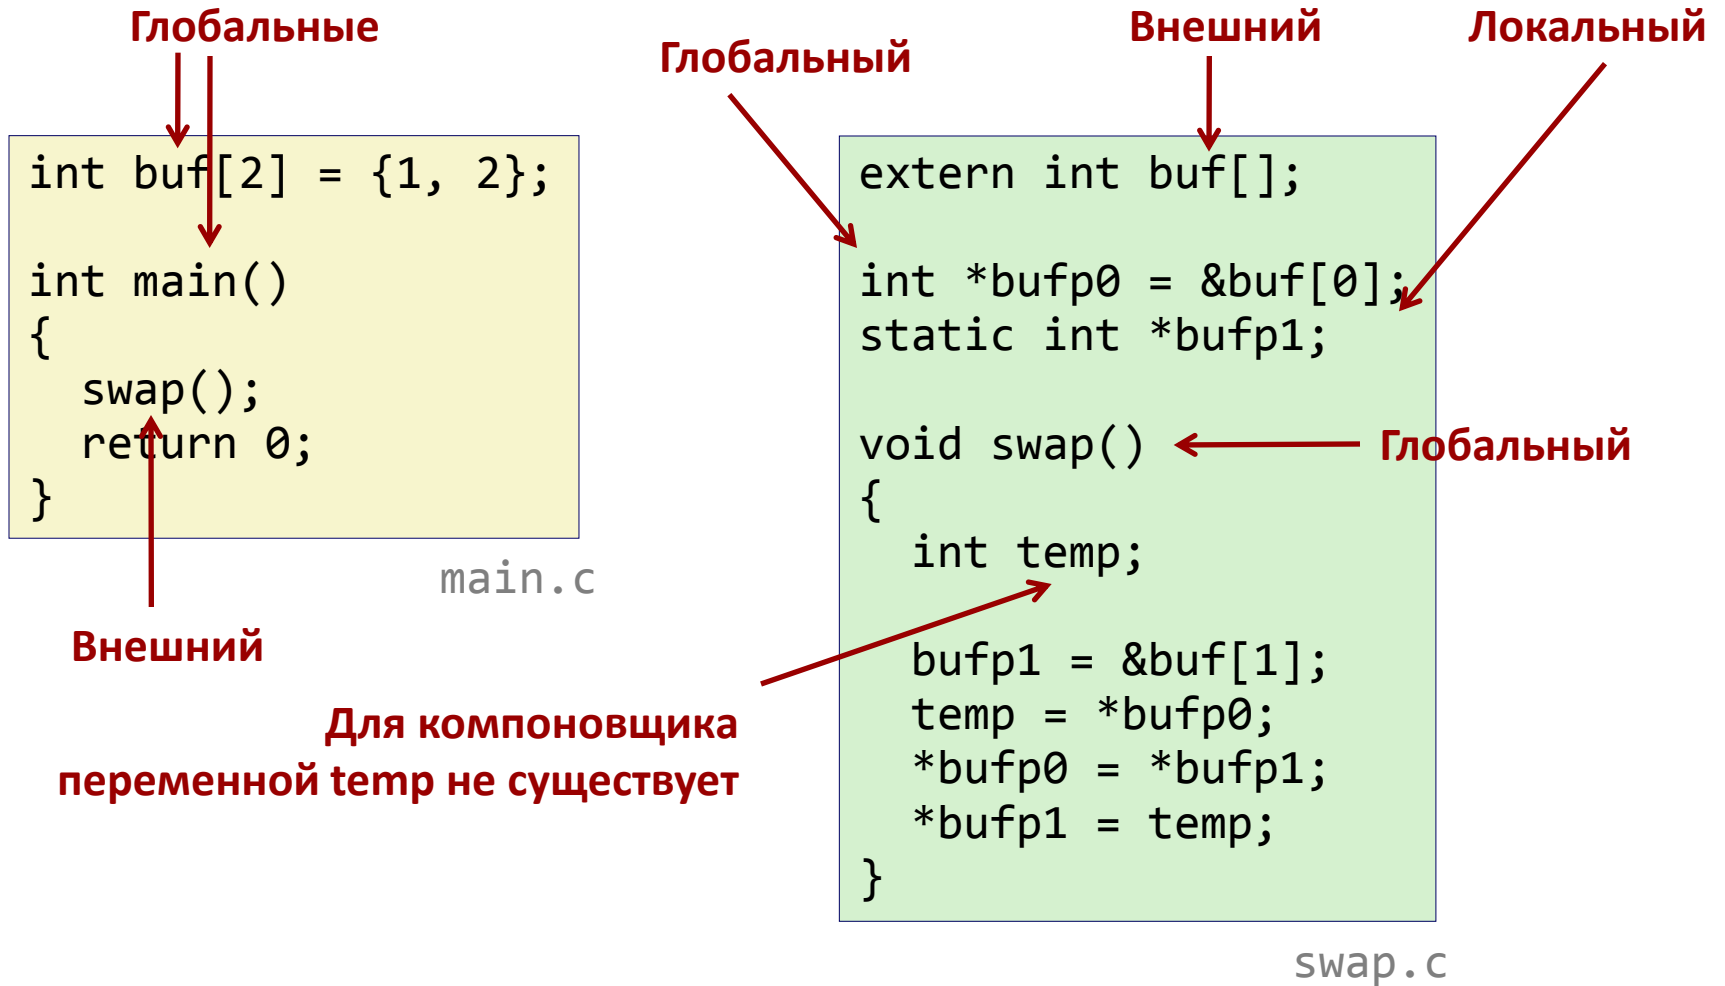 Глобальные
Глобальный
Внешний
Локальный
int buf[2] = {1, 2};
int main()
{
  swap();
  return 0;
}
main.c
Внешний
Для компоновщика
переменной temp не существует
extern int buf[];
int *bufp0 = &buf[0];
static int *bufp1;
void swap()
Глобальный
{
  int temp;
  bufp1 = &buf[1];
  temp = *bufp0;
  *bufp0 = *bufp1;
  *bufp1 = temp;
}
swap.c